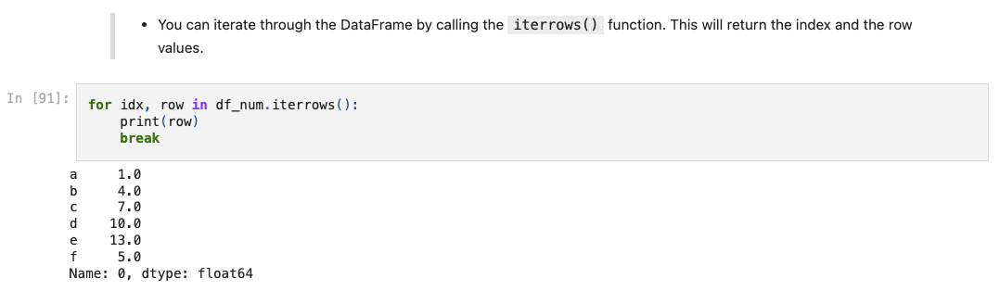 • You can iterate through the DataFrame by calling the iterrows() function. This will return the index and the row
values.
In [91]:
for idx, row in df_num.iterrows():
    print(row)
    break
a     1.0
b     4.0
c     7.0
d    10.0
e    13.0
f     5.0
Name: 0, dtype: float64